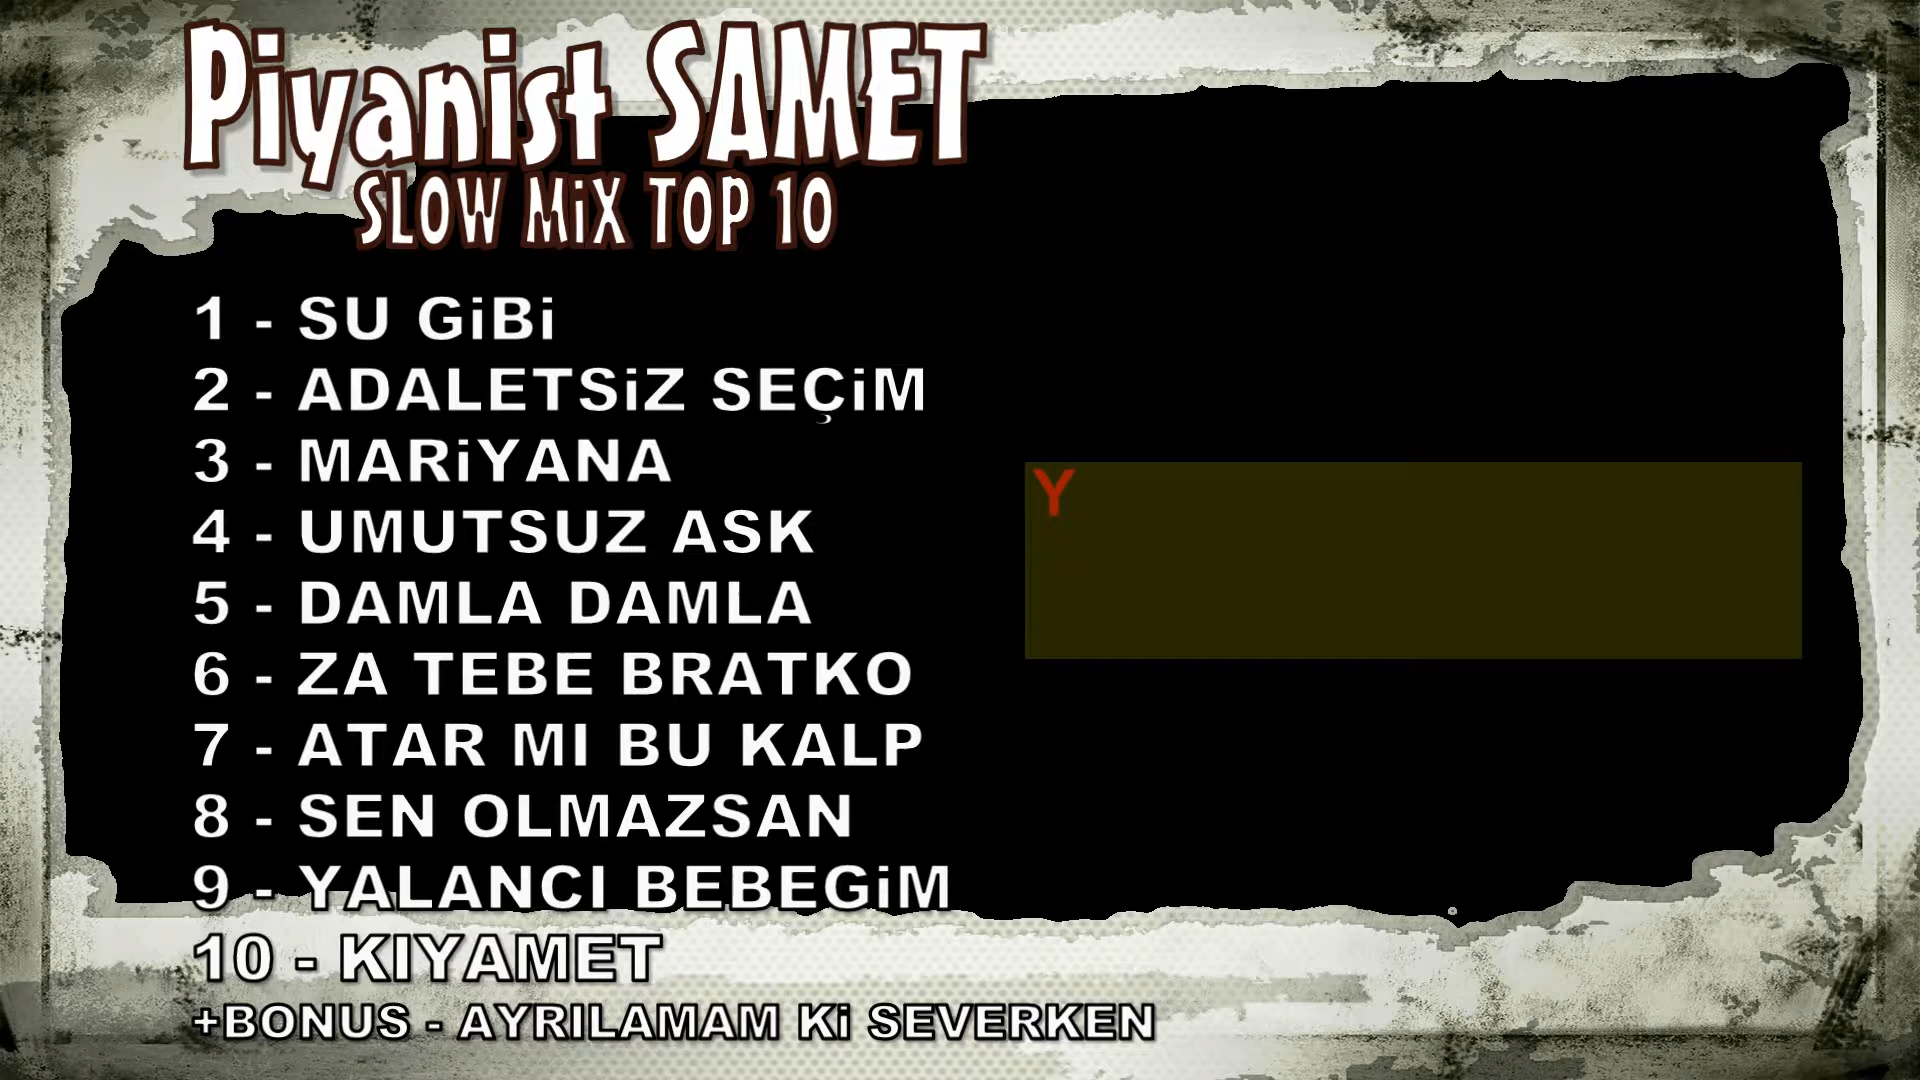 Piyanist SAMET
SLOW MiX TOP 10
1 - SU GiBi
2 - ADALETSiZ SEÇiM
3 - MARiYANA
4 - UMUTSUZ ASK
5 - DAMLA DAMLA
6 - ZA TEBE BRATKO
7 - ATAR MI BU KALP
8 - SEN OLMAZSAN
9 - YALANCI BEBEGiM
10 - KIYAMET
+BONUS - AYRILAMAM Ki SEVERKEN
Y